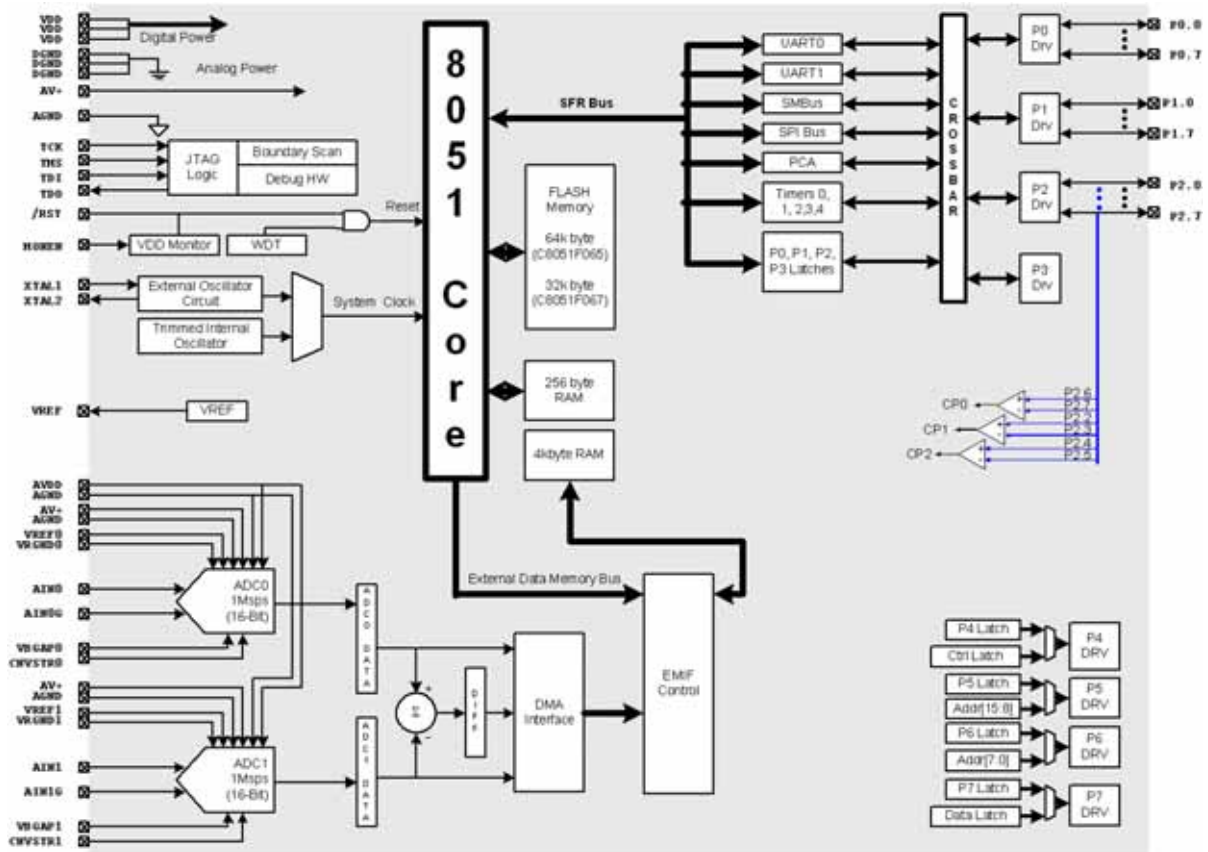 VDD
VDD
VDD
Digital Power
DGND
DGND
DGND
Analog Power
AV+
AGND
TCK
TMS
TDI
TDO
JTAG
Logic
Boundary Scan
Debug HW
/RST
MONEN
VDD Monitor
WDT
Reset
XTAL1
XTAL2
External Oscillator
Circuit
Trimmed Internal
Oscillator
System Clock
VREF
VREF
8051 Core
SFR Bus
FLASH
Memory
64k byte
(C8051F065)
32k byte
(C8051F067)
256 byte
RAM
4kbyte RAM
UART0
UART1
SMBus
SPI Bus
PCA
Timers 0,
1, 2,3,4
P0, P1, P2,
P3 Latches
CROSSBAR
P0
Drv
P1
Drv
P2
Drv
P3
Drv
P0.0
P0.7
P1.0
P1.7
P2.0
P2.7
CP0
CP1
CP2
+
-
+
-
+
-
P2.6
P2.7
P2.2
P2.3
P2.4
P2.5
AVDD
AGND
AV+
AGND
VREF0
VRGND0
AIN0
AIN0G
VBGAP0
CNVSTR0
ADC0
1Msps
(16-Bit)
ADC0 DATA
AV+
AGND
VREF1
VRGND1
AIN1
AIN1G
VBGAP1
CNVSTR1
ADC1
1Msps
(16-Bit)
ADC1 DATA
+
Σ
-
DIFF
DMA
Interface
External Data Memory Bus
EMIF
Control
P4 Latch
Ctrl Latch
P4
DRV
P5 Latch
Addr[15:8]
P5
DRV
P6 Latch
Addr[7:0]
P6
DRV
P7 Latch
Data Latch
P7
DRV